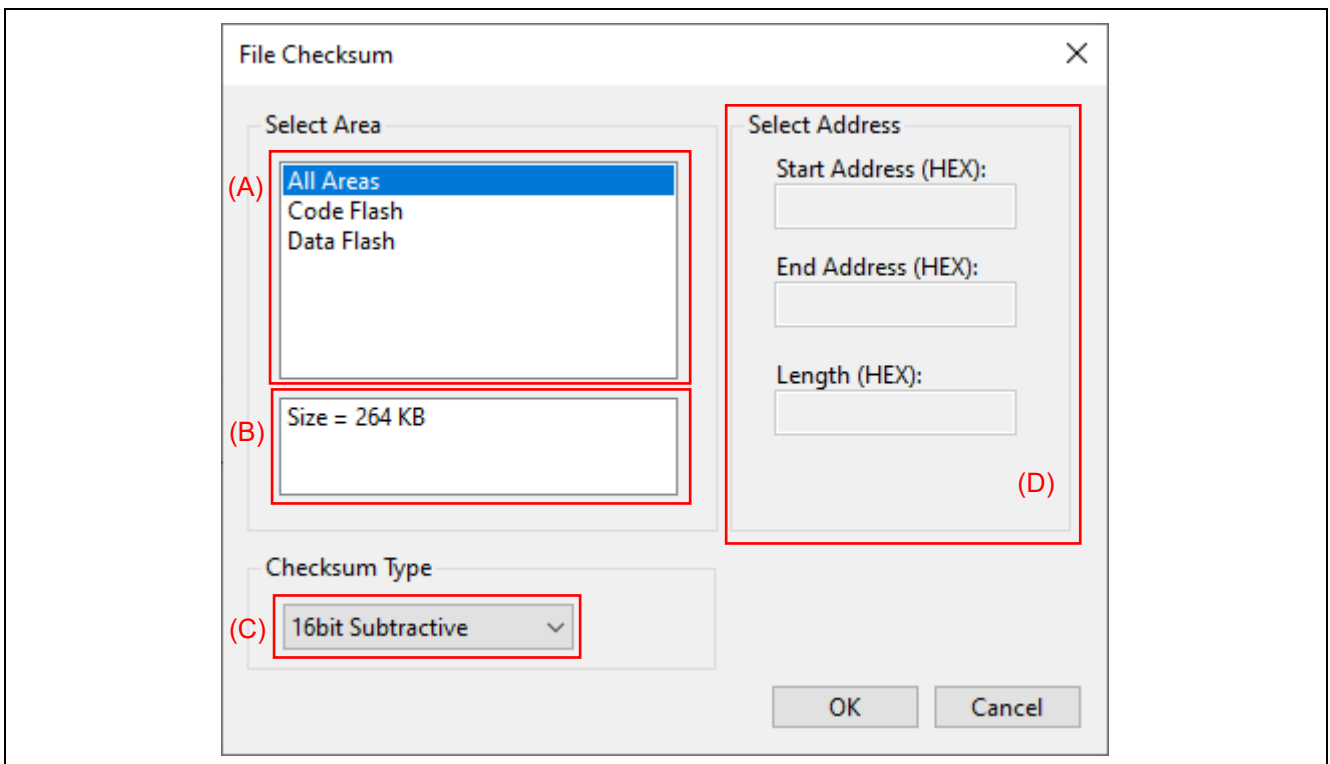 File Checksum
Select Area
(A)
All Areas
Code Flash
Data Flash
(B)
Size = 264 KB
Select Address
Start Address (HEX):
End Address (HEX):
Length (HEX):
(D)
Checksum Type
(C)
16bit Subtractive
OK
Cancel